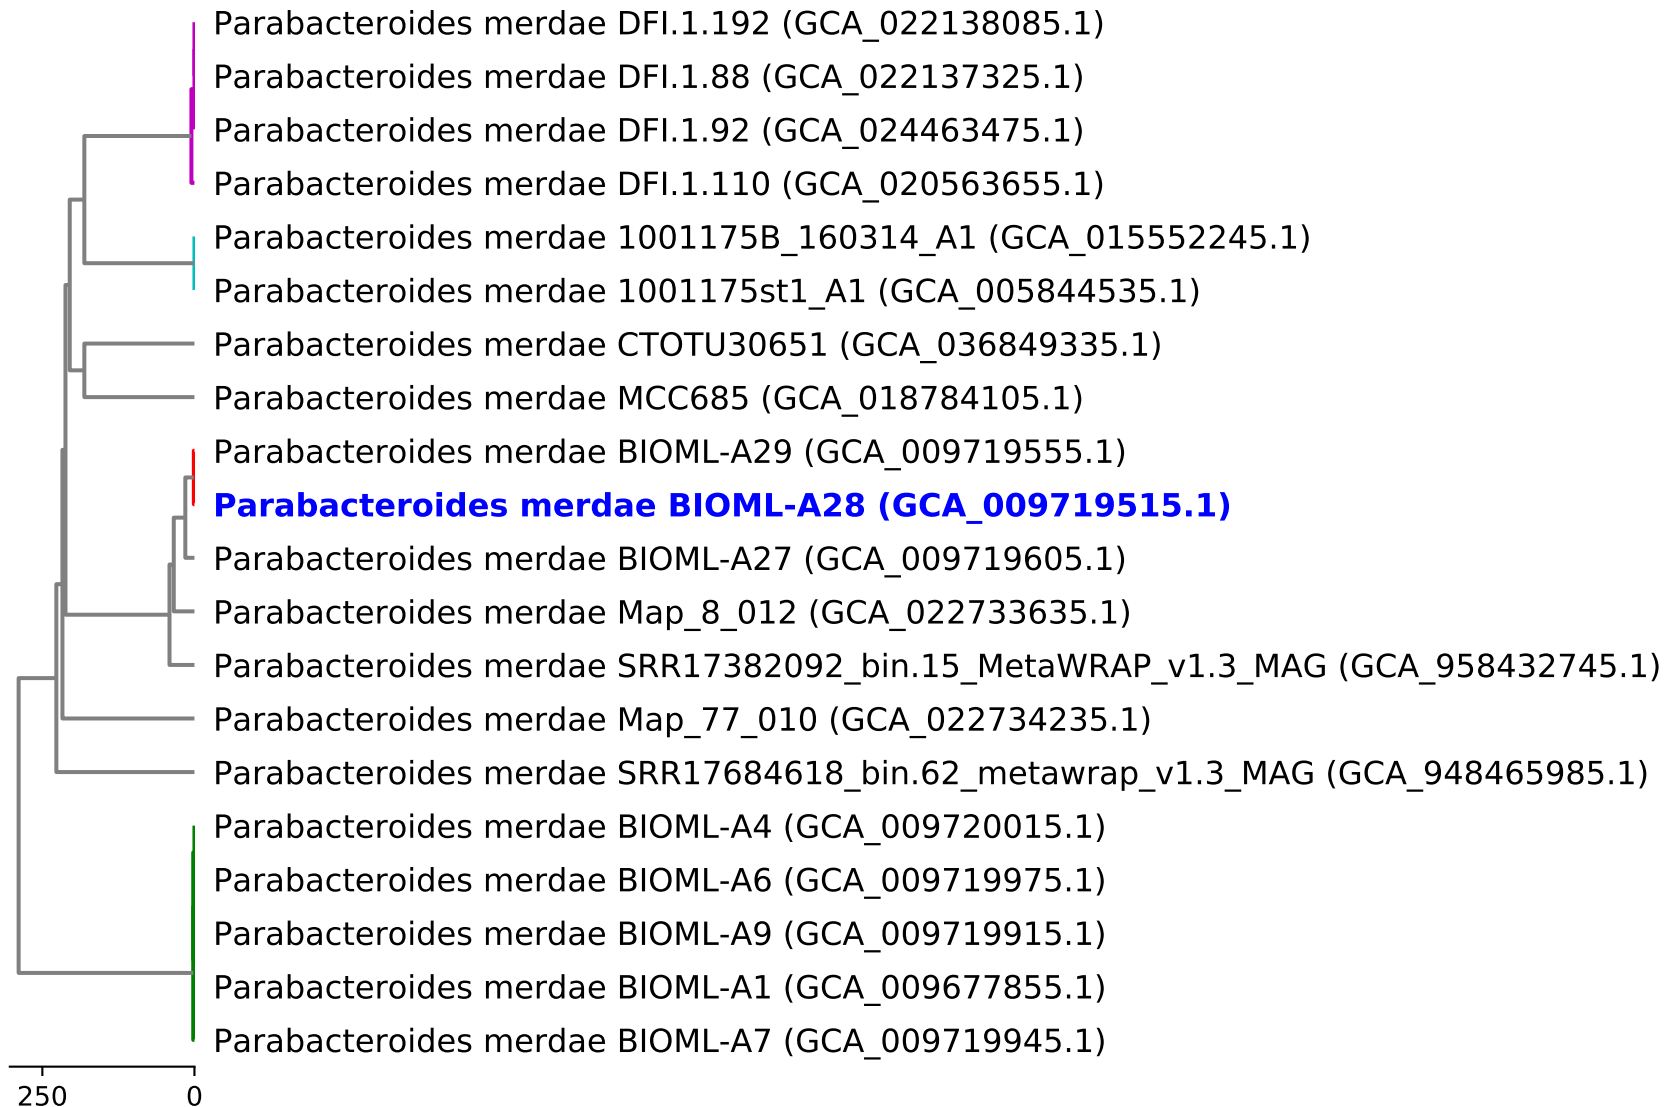 Parabacteroides merdae DFI.1.192 (GCA_022138085.1)
Parabacteroides merdae DFI.1.88 (GCA_022137325.1)
Parabacteroides merdae DFI.1.92 (GCA_024463475.1)
Parabacteroides merdae DFI.1.110 (GCA_020563655.1)
Parabacteroides merdae 1001175B_160314_A1 (GCA_015552245.1)
Parabacteroides merdae 1001175st1_A1 (GCA_005844535.1)
Parabacteroides merdae CTOTU30651 (GCA_036849335.1)
Parabacteroides merdae MCC685 (GCA_018784105.1)
Parabacteroides merdae BIOML-A29 (GCA_009719555.1)
Parabacteroides merdae BIOML-A28 (GCA_009719515.1)
Parabacteroides merdae BIOML-A27 (GCA_009719605.1)
Parabacteroides merdae Map_8_012 (GCA_022733635.1)
Parabacteroides merdae SRR17382092_bin.15_MetaWRAP_v1.3_MAG (GCA_958432745.1)
Parabacteroides merdae Map_77_010 (GCA_022734235.1)
Parabacteroides merdae SRR17684618_bin.62_metawrap_v1.3_MAG (GCA_948465985.1)
Parabacteroides merdae BIOML-A4 (GCA_009720015.1)
Parabacteroides merdae BIOML-A6 (GCA_009719975.1)
Parabacteroides merdae BIOML-A9 (GCA_009719915.1)
Parabacteroides merdae BIOML-A1 (GCA_009677855.1)
Parabacteroides merdae BIOML-A7 (GCA_009719945.1)
250 0